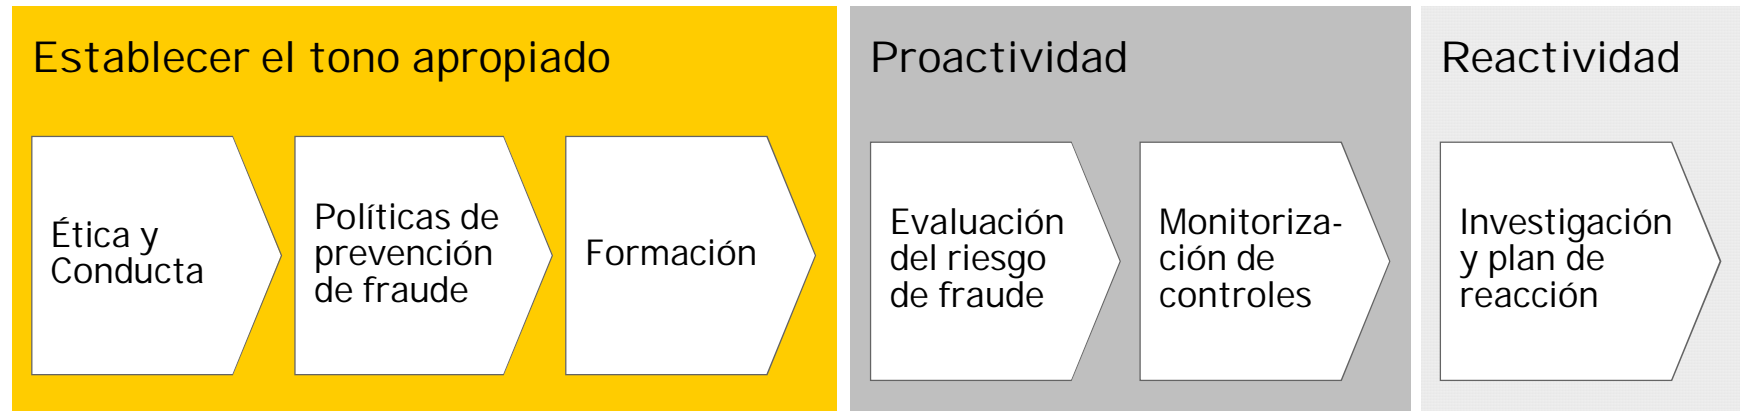 Establecer el tono apropiado
Ética y
Conducta
Políticas de
prevención
de fraude
Formación
Proactividad
Evaluación
del riesgo
de fraude
Monitoriza-
ción de
controles
Reactividad
Investigación
y plan de
reacción